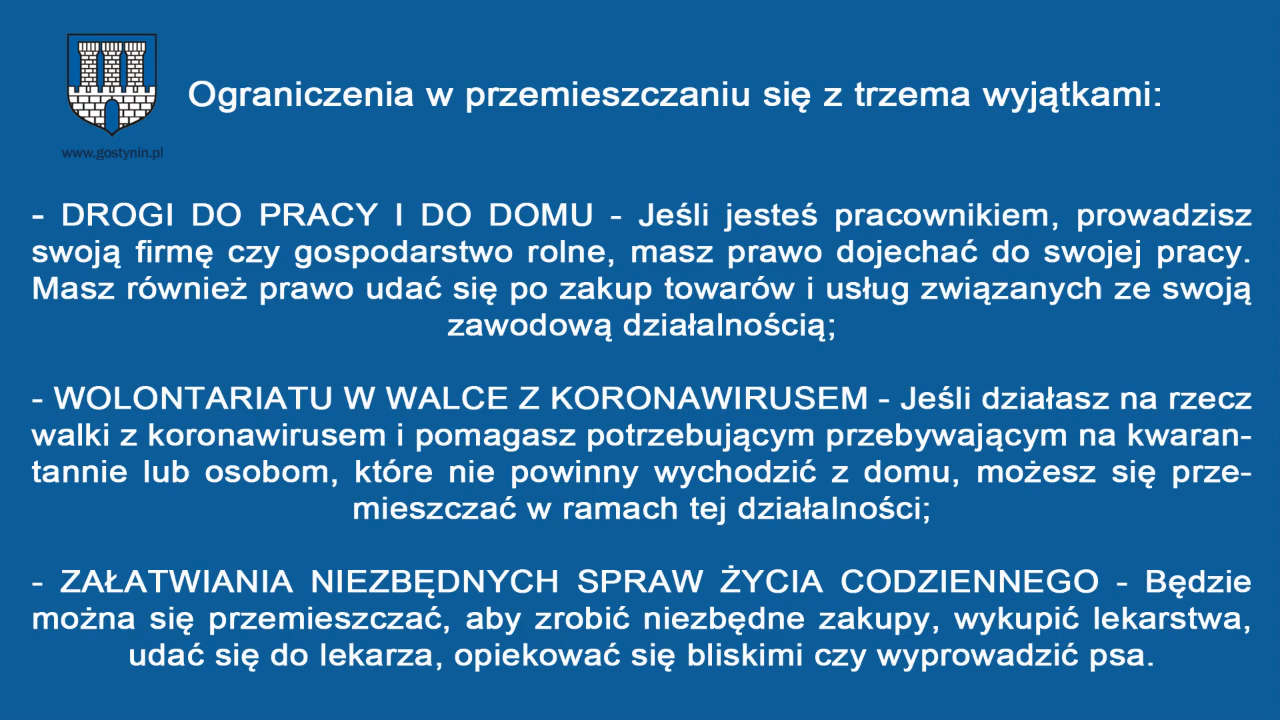 Ograniczenia w przemieszczaniu się z trzema wyjątkami:
www.gostynin.pl
- DROGI DO PRACY I DO DOMU - Jeśli jesteś pracownikiem, prowadzisz
swoją firmę czy gospodarstwo rolne, masz prawo dojechać do swojej pracy.
Masz również prawo udać się po zakup towarów i usług związanych ze swoją
zawodową działalnością;
- WOLONTARIATU W WALCE Z KORONAWIRUSEM - Jeśli działasz na rzecz
walki z koronawirusem i pomagasz potrzebującym przebywającym na kwaran-
tannie lub osobom, które nie powinny wychodzić z domu, możesz się prze-
mieszczać w ramach tej działalności;
- ZAŁATWIANIA NIEZBĘDNYCH SPRAW ŻYCIA CODZIENNEGO - Będzie
można się przemieszczać, aby zrobić niezbędne zakupy, wykupić lekarstwa,
udać się do lekarza, opiekować się bliskimi czy wyprowadzić psa.